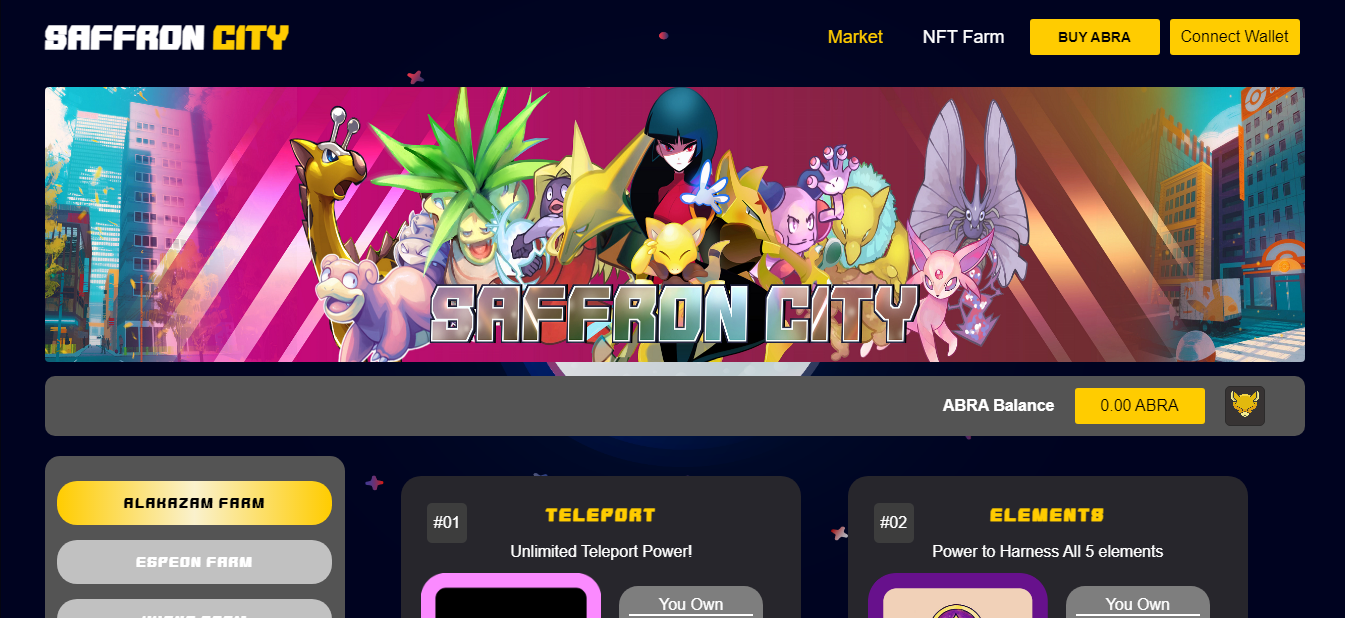 SAFFRON CITY
Market NFT Farm BUY ABRA Connect Wallet
SAFFRON CITY
ABRA Balance 0.00 ABRA
ALAKAZAM FARM
ESPEON FARM
#01 TELEPORT
Unlimited Teleport Power!
You Own
#02 ELEMENTS
Power to Harness All 5 elements
You Own